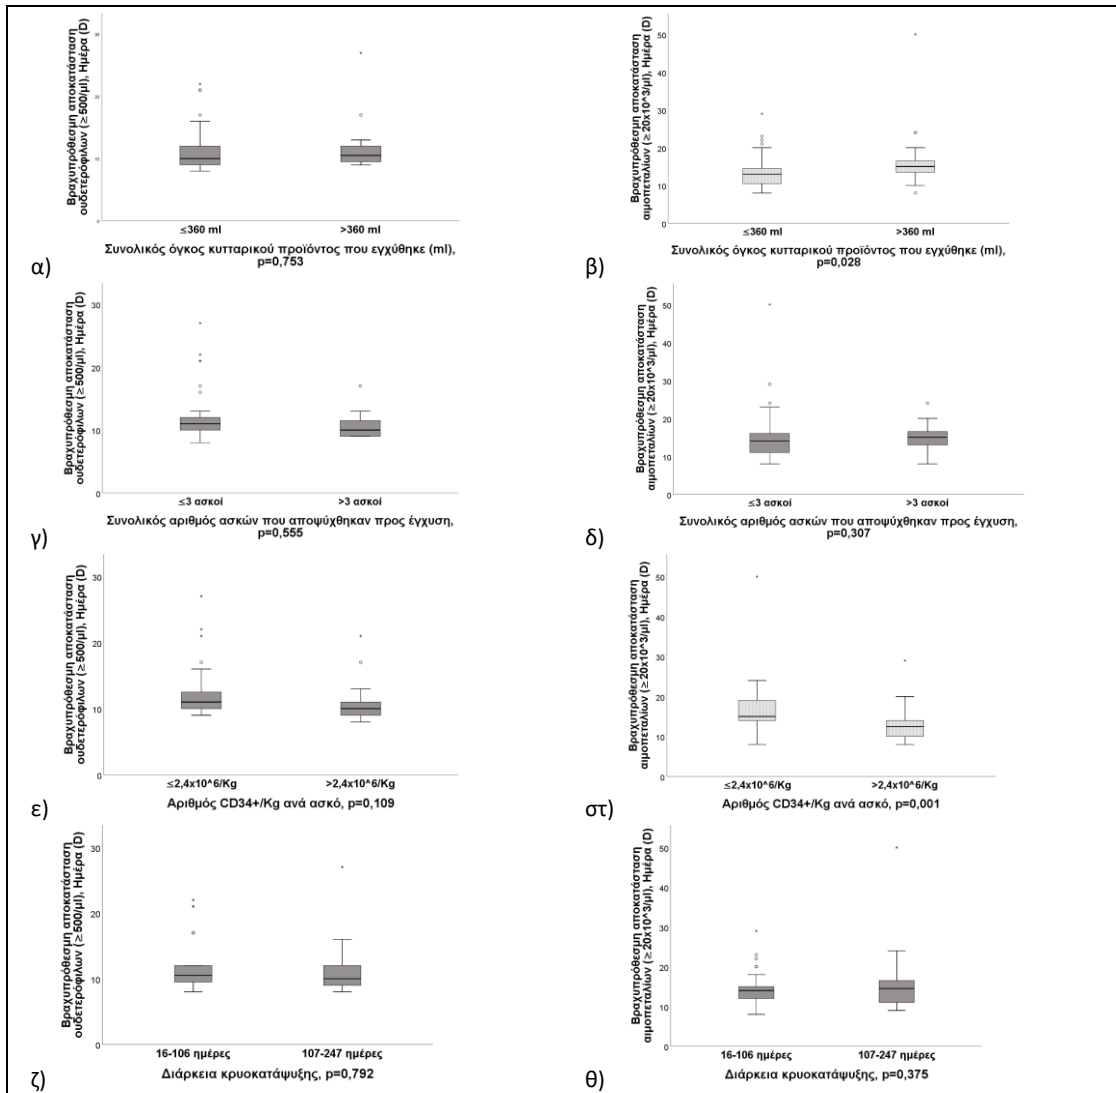 Βραχυπρόθεσμη αποκατάσταση
ουδετερόφιλων (≥500/μl), Ημέρα (D)
30
20
10
0
≤360 ml
>360 ml
Συνολικός όγκος κυτταρικού προϊόντος που εγχύθηκε (ml),
p=0,753
α)
Βραχυπρόθεσμη αποκατάσταση
αιμοπεταλίων (≥20x10^3/μl), Ημέρα (D)
50
40
30
20
10
0
≤360 ml
>360 ml
Συνολικός όγκος κυτταρικού προϊόντος που εγχύθηκε (ml),
p=0,028
β)
Βραχυπρόθεσμη αποκατάσταση
ουδετερόφιλων (≥500/μl), Ημέρα (D)
30
20
10
0
≤3 ασκοί
>3 ασκοί
Συνολικός αριθμός ασκών που αποψύχθηκαν προς έγχυση,
p=0,555
γ)
Βραχυπρόθεσμη αποκατάσταση
αιμοπεταλίων (≥20x10^3/μl), Ημέρα (D)
50
40
30
20
10
0
≤3 ασκοί
>3 ασκοί
Συνολικός αριθμός ασκών που αποψύχθηκαν προς έγχυση,
p=0,307
δ)
Βραχυπρόθεσμη αποκατάσταση
ουδετερόφιλων (≥500/μl), Ημέρα (D)
30
20
10
0
≤2,4x10^6/Kg
>2,4x10^6/Kg
Αριθμός CD34+/Kg ανά ασκό, p=0,109
ε)
Βραχυπρόθεσμη αποκατάσταση
αιμοπεταλίων (≥20x10^3/μl), Ημέρα (D)
50
40
30
20
10
0
≤2,4x10^6/Kg
>2,4x10^6/Kg
Αριθμός CD34+/Kg ανά ασκό, p=0,001
στ)
Βραχυπρόθεσμη αποκατάσταση
ουδετερόφιλων (≥500/μl), Ημέρα (D)
30
20
10
0
16-106 ημέρες
107-247 ημέρες
Διάρκεια κρυοκατάψυξης, p=0,792
ζ)
Βραχυπρόθεσμη αποκατάσταση
αιμοπεταλίων (≥20x10^3/μl), Ημέρα (D)
50
40
30
20
10
0
16-106 ημέρες
107-247 ημέρες
Διάρκεια κρυοκατάψυξης, p=0,375
θ)